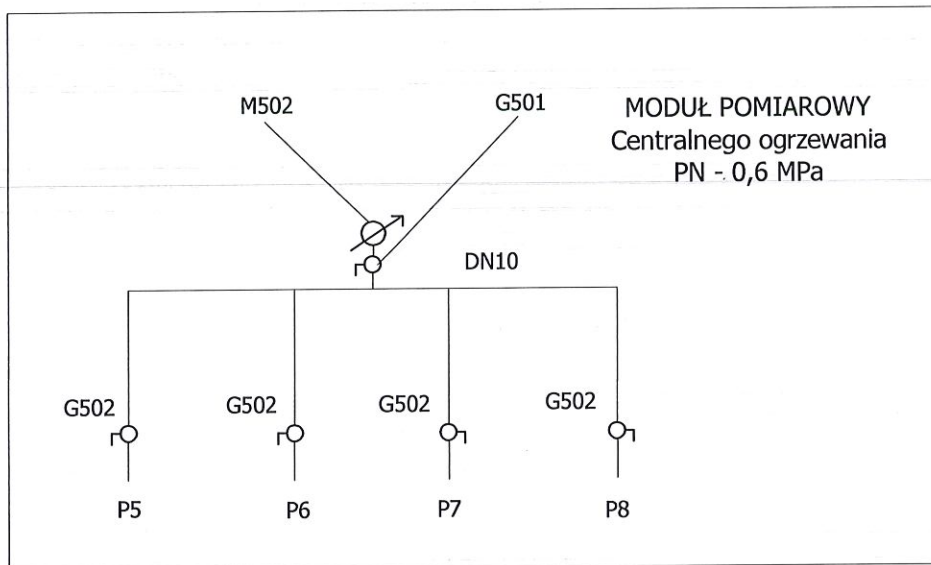 M502
G501
MODUŁ POMIAROWY
Centralnego ogrzewania
PN - 0,6 MPa
DN10
G502
G502
G502
G502
P5
P6
P7
P8